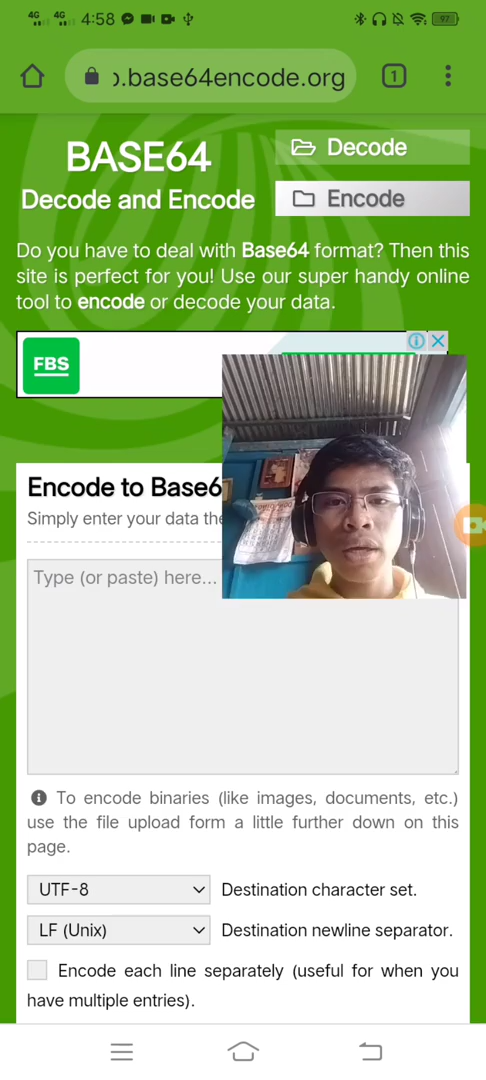 4G 4G 4:58 97
ɔ.base64encode.org 1
BASE64
Decode and Encode
Decode
Encode
Do you have to deal with Base64 format? Then this
site is perfect for you! Use our super handy online
tool to encode or decode your data.
FBS
Encode to Base6
Simply enter your data the
Type (or paste) here...
To encode binaries (like images, documents, etc.)
use the file upload form a little further down on this
page.
UTF-8 Destination character set.
LF (Unix) Destination newline separator.
Encode each line separately (useful for when you
have multiple entries).